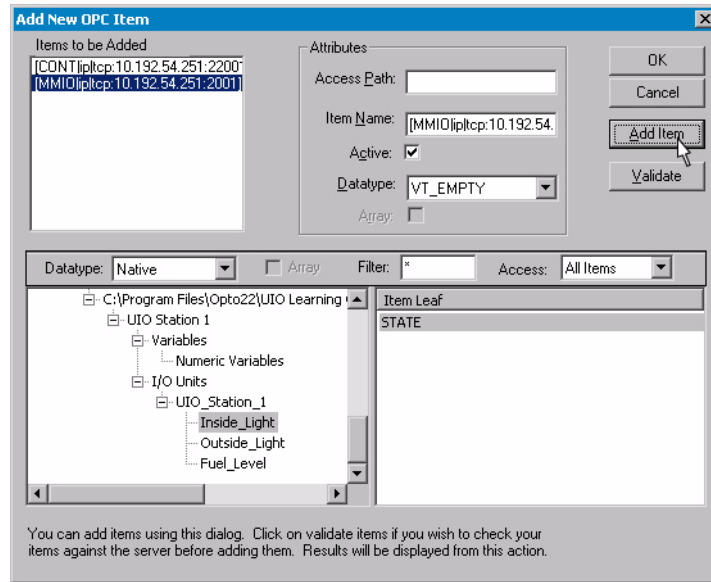 Add New OPC Item
Items to be Added
[CONT|ip|tcp:10.192.54.251:2200
[MMIO|ip|tcp:10.192.54.251:2001]
Attributes
Access Path:
Item Name: [MMIO|ip|tcp:10.192.54.
Active:
Datatype: VT_EMPTY
Array:
OK
Cancel
Add Item
Validate
Datatype: Native Array Filter: * Access: All Items
C:\Program Files\Opto22\UIO Learning
UIO Station 1
Variables
Numeric Variables
I/O Units
UIO_Station_1
Inside_Light
Outside_Light
Fuel_Level
Item Leaf
STATE
You can add items using this dialog. Click on validate items if you wish to check your
items against the server before adding them. Results will be displayed from this action.